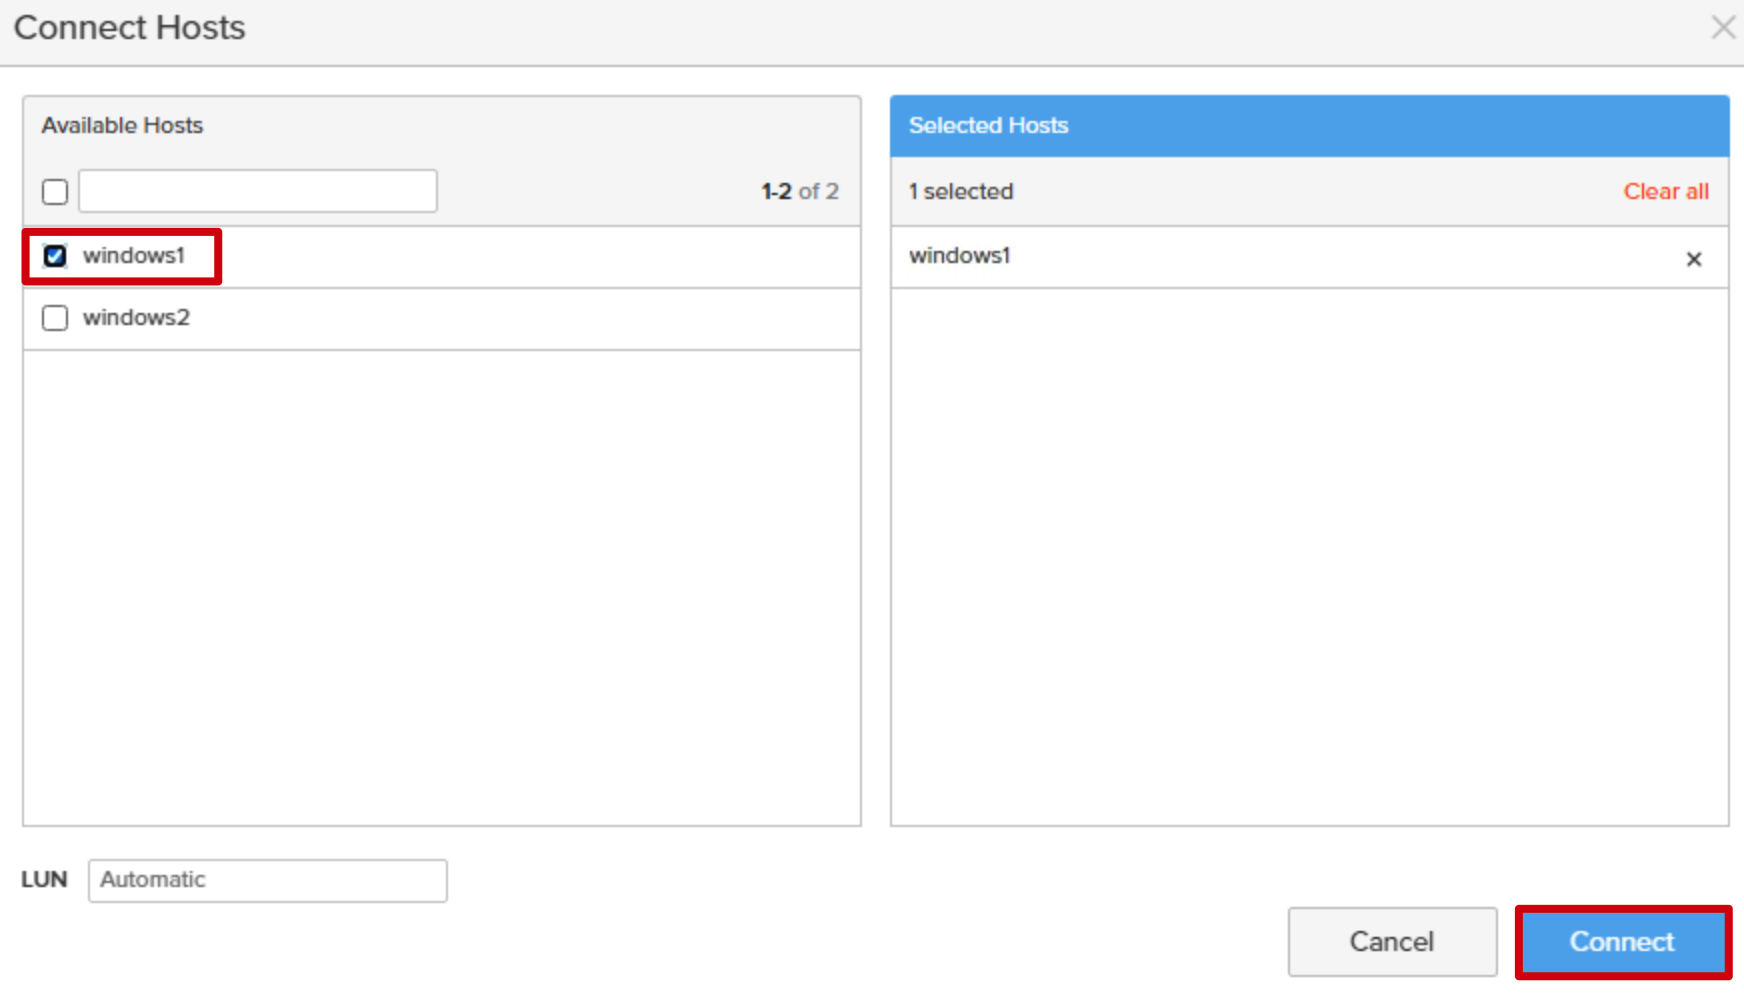 Connect Hosts
Available Hosts
1-2 of 2
windows1
windows2
Selected Hosts
1 selected
Clear all
windows1
LUN Automatic
Cancel
Connect